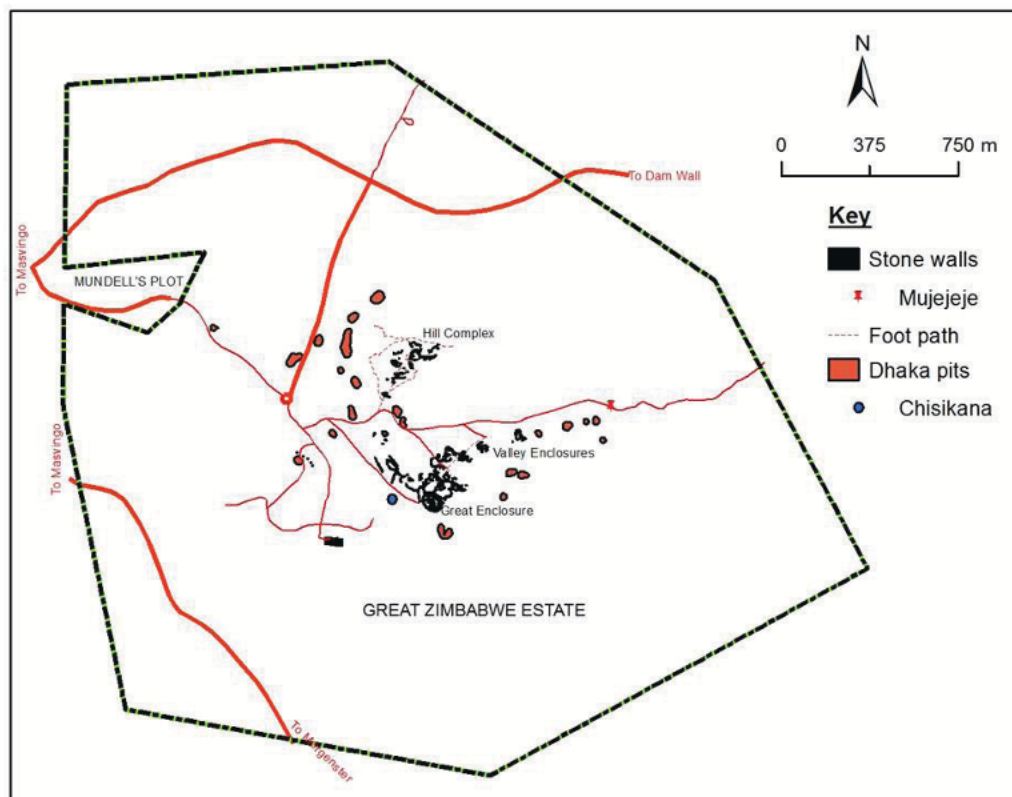 N
0 375 750 m
To Dam Wall
Key
Stone walls
Mujejeje
Foot path
Dhaka pits
Chisikana
To Masvingo
MUNDELL'S PLOT
Hill Complex
Valley Enclosures
To Masvingo
Great Enclosure
GREAT ZIMBABWE ESTATE
To Morgenster